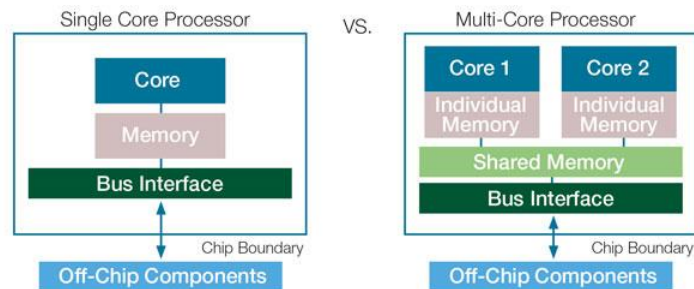 Single Core Processor
VS.
Multi-Core Processor
Core
Memory
Bus Interface
Chip Boundary
Off-Chip Components
Core 1
Core 2
Individual
Memory
Individual
Memory
Shared Memory
Bus Interface
Chip Boundary
Off-Chip Components